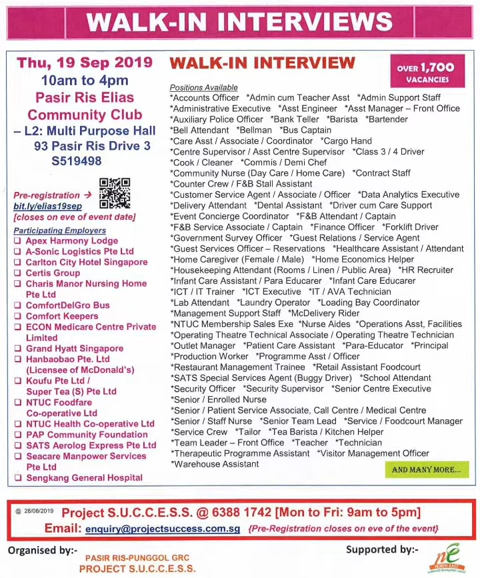 WALK-IN INTERVIEWS
Thu, 19 Sep 2019
10am to 4pm
Pasir Ris Elias
Community Club
– L2: Multi Purpose Hall
93 Pasir Ris Drive 3
S519498
Pre-registration →
bit.ly/elias19sep
[closes on eve of event date]
Participating Employers
❑ Apex Harmony Lodge
❑ A-Sonic Logistics Pte Ltd
❑ Carlton City Hotel Singapore
❑ Certis Group
❑ Charis Manor Nursing Home
Pte Ltd
❑ ComfortDelGro Bus
❑ Comfort Keepers
❑ ECON Medicare Centre Private
Limited
❑ Grand Hyatt Singapore
❑ Hanbaobao Pte. Ltd
(Licensee of McDonald's)
❑ Koufu Pte Ltd /
Super Tea (S) Pte Ltd
❑ NTUC Foodfare
Co-operative Ltd
❑ NTUC Health Co-operative Ltd
❑ PAP Community Foundation
❑ SATS Aerolog Express Pte Ltd
❑ Seacare Manpower Services
Pte Ltd
❑ Sengkang General Hospital
WALK-IN INTERVIEW
OVER 1,700
VACANCIES
Positions Available
*Accounts Officer *Admin cum Teacher Asst *Admin Support Staff
*Administrative Executive *Asst Engineer *Asst Manager – Front Office
*Auxiliary Police Officer *Bank Teller *Barista *Bartender
*Bell Attendant *Bellman *Bus Captain
*Care Asst / Associate / Coordinator *Cargo Hand
*Centre Supervisor / Asst Centre Supervisor *Class 3 / 4 Driver
*Cook / Cleaner *Commis / Demi Chef
*Community Nurse (Day Care / Home Care) *Contract Staff
*Counter Crew / F&B Stall Assistant
*Customer Service Agent / Associate / Officer *Data Analytics Executive
*Delivery Attendant *Dental Assistant *Driver cum Care Support
*Event Concierge Coordinator *F&B Attendant / Captain
*F&B Service Associate / Captain *Finance Officer *Forklift Driver
*Government Survey Officer *Guest Relations / Service Agent
*Guest Services Officer – Reservations *Healthcare Assistant / Attendant
*Home Caregiver (Female / Male) *Home Economics Helper
*Housekeeping Attendant (Rooms / Linen / Public Area) *HR Recruiter
*Infant Care Assistant / Para Educarer *Infant Care Educarer
*ICT / IT Trainer *ICT Executive *IT / AVA Technician
*Lab Attendant *Laundry Operator *Loading Bay Coordinator
*Management Support Staff *McDelivery Rider
*NTUC Membership Sales Exe *Nurse Aides *Operations Asst, Facilities
*Operating Theatre Technical Associate / Operating Theatre Technician
*Outlet Manager *Patient Care Assistant *Para-Educator *Principal
*Production Worker *Programme Asst / Officer
*Restaurant Management Trainee *Retail Assistant Foodcourt
*SATS Special Services Agent (Buggy Driver) *School Attendant
*Security Officer *Security Supervisor *Senior Centre Executive
*Senior / Enrolled Nurse
*Senior / Patient Service Associate, Call Centre / Medical Centre
*Senior / Staff Nurse *Senior Team Lead *Service / Foodcourt Manager
*Service Crew *Tailor *Tea Barista / Kitchen Helper
*Team Leader – Front Office *Teacher *Technician
*Therapeutic Programme Assistant *Visitor Management Officer
*Warehouse Assistant
AND MANY MORE...
@ 28/08/2019 Project S.U.C.C.E.S.S. @ 6388 1742 [Mon to Fri: 9am to 5pm]
Email: enquiry@projectsuccess.com.sg {Pre-Registration closes on eve of the event}
Organised by:-
PASIR RIS-PUNGGOL GRC
PROJECT S.U.C.C.E.S.S.
Supported by:-
ne
NORTH EAST